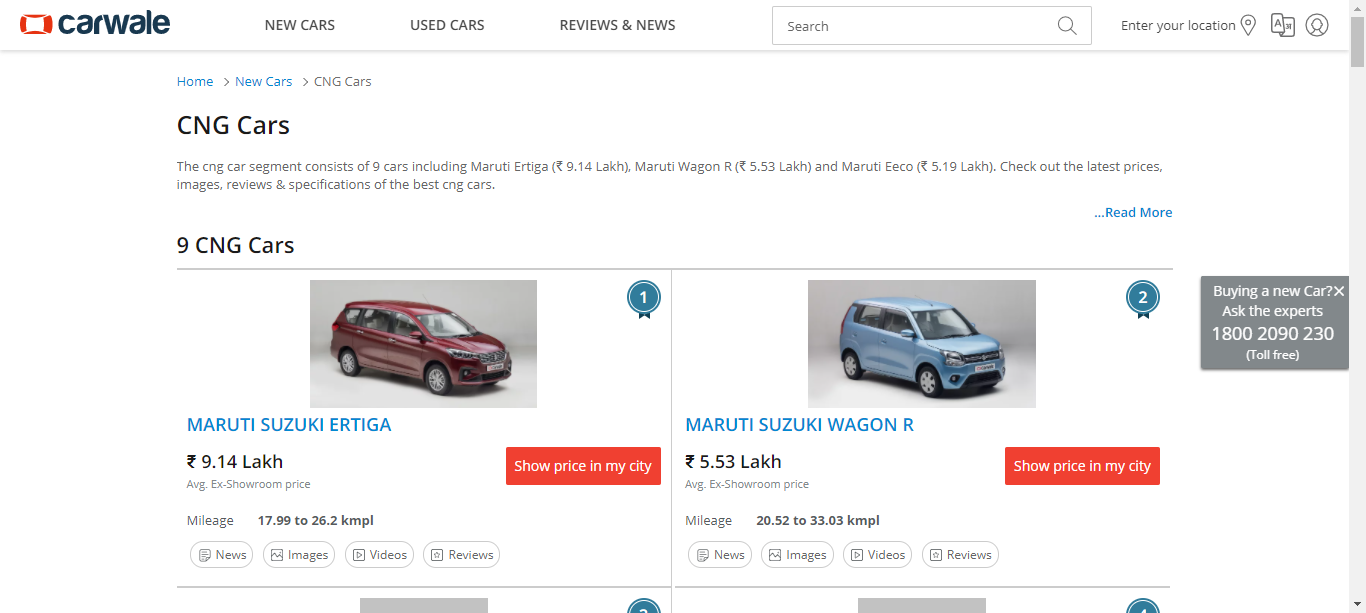 carwale
NEW CARS
USED CARS
REVIEWS & NEWS
Search
Enter your location
Home
New Cars
CNG Cars
CNG Cars
The cng car segment consists of 9 cars including Maruti Ertiga (₹ 9.14 Lakh), Maruti Wagon R (₹ 5.53 Lakh) and Maruti Eeco (₹ 5.19 Lakh). Check out the latest prices,
images, reviews & specifications of the best cng cars.
...Read More
9 CNG Cars
1
MARUTI SUZUKI ERTIGA
₹ 9.14 Lakh
Avg. Ex-Showroom price
Show price in my city
Mileage 17.99 to 26.2 kmpl
News
Images
Videos
Reviews
2
MARUTI SUZUKI WAGON R
₹ 5.53 Lakh
Avg. Ex-Showroom price
Show price in my city
Mileage 20.52 to 33.03 kmpl
News
Images
Videos
Reviews
Buying a new Car?
Ask the experts
1800 2090 230
(Toll free)
3
4